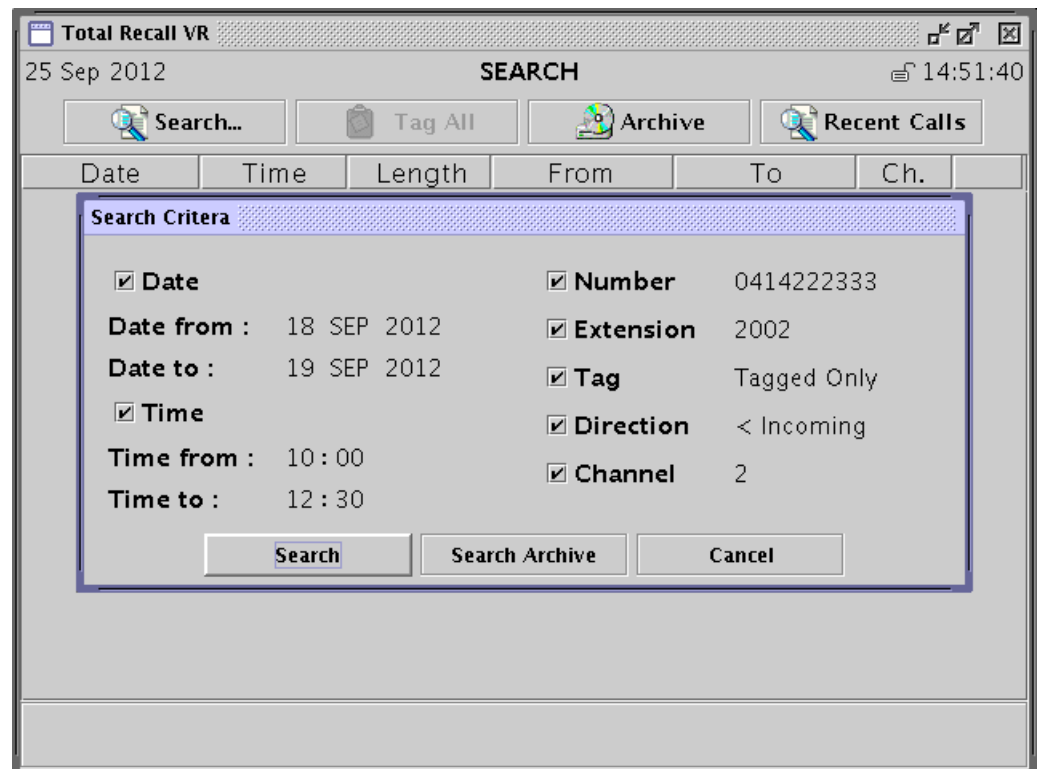 Total Recall VR
25 Sep 2012 SEARCH 14:51:40
Search... Tag All Archive Recent Calls
Date Time Length From To Ch.
Search Critera
Date
Date from : 18 SEP 2012
Date to : 19 SEP 2012
Time
Time from : 10:00
Time to : 12:30
Number 0414222333
Extension 2002
Tag Tagged Only
Direction < Incoming
Channel 2
Search Search Archive Cancel